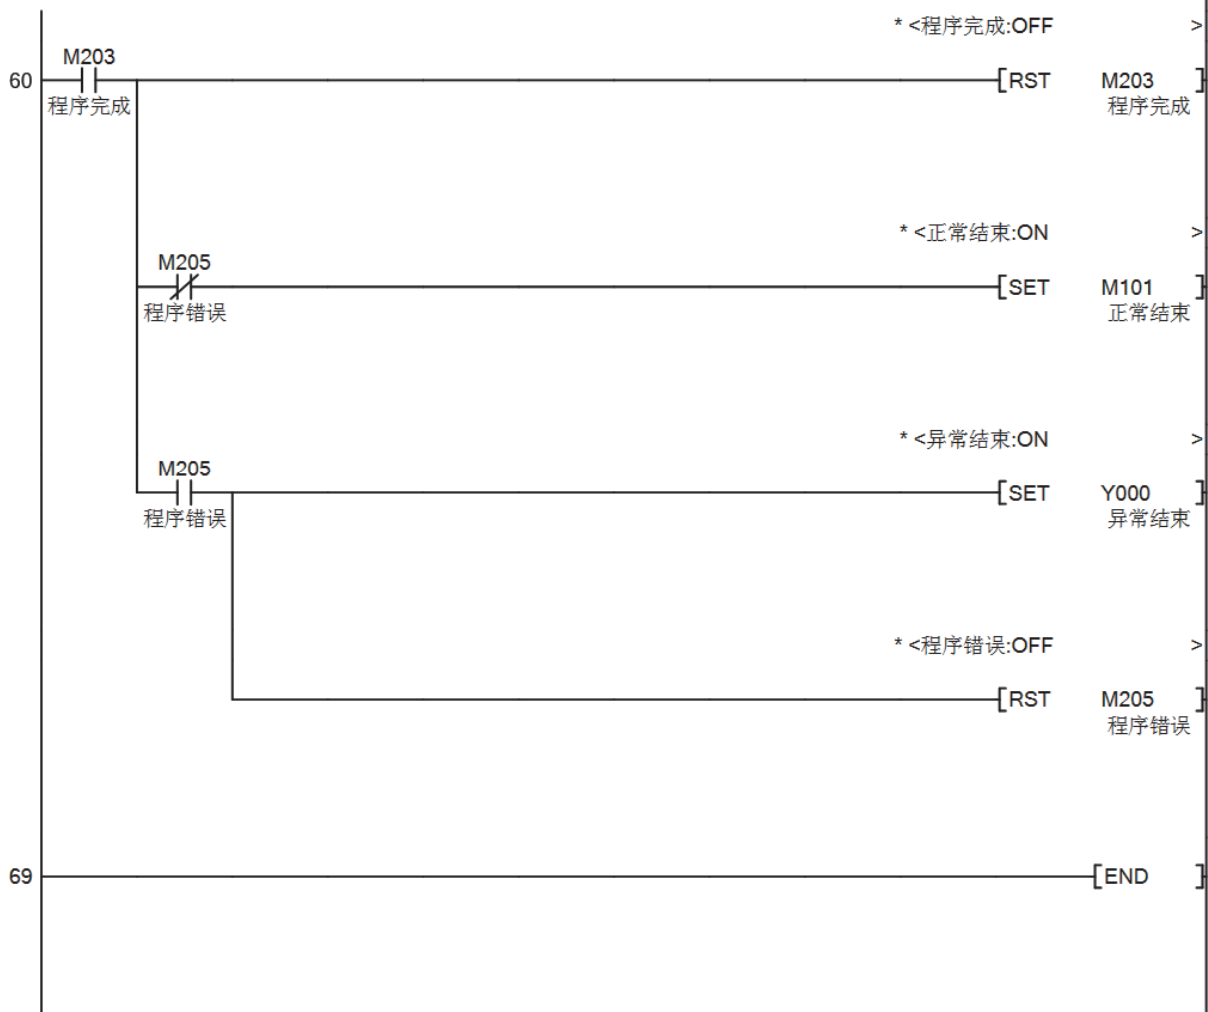 * <程序完成:OFF >
M203
60 [RST M203 ]
程序完成 程序完成
* <正常结束:ON >
M205
[SET M101 ]
程序错误 正常结束
* <异常结束:ON >
M205
[SET Y000 ]
程序错误 异常结束
* <程序错误:OFF >
[RST M205 ]
程序错误
69 [END ]